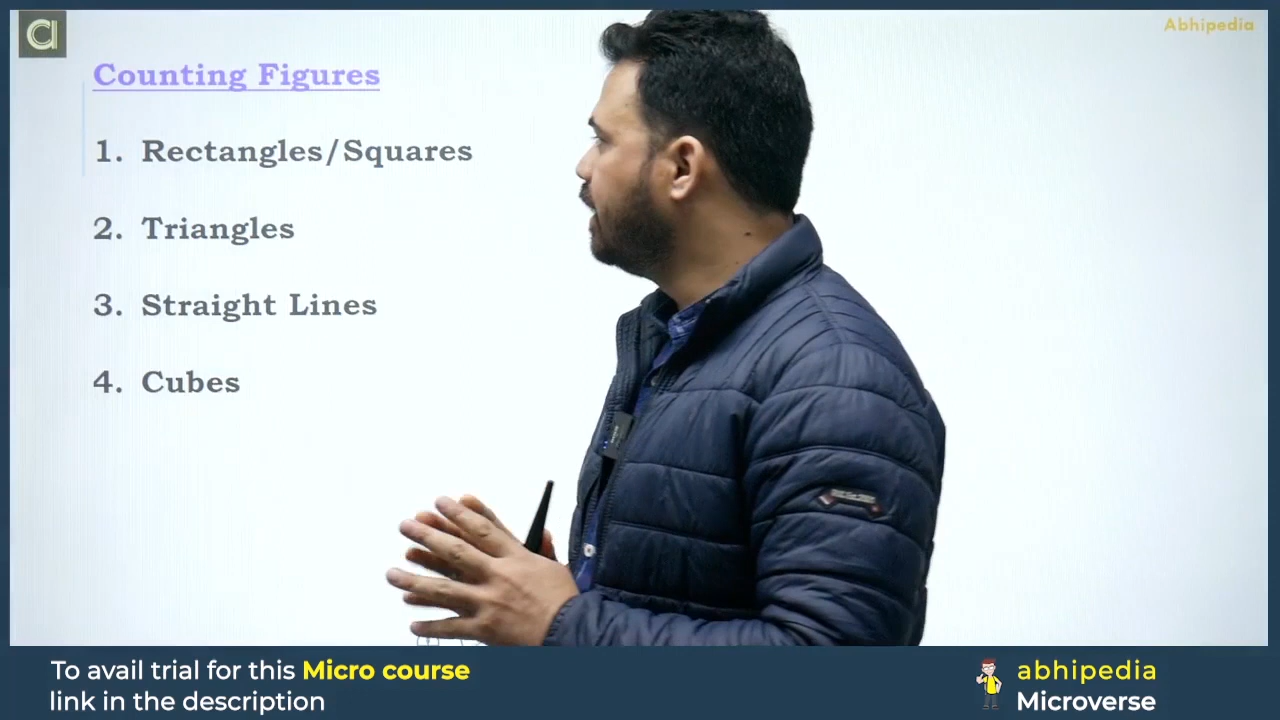 Abhipedia
Counting Figures
1. Rectangles/Squares
2. Triangles
3. Straight Lines
4. Cubes
To avail trial for this Micro course
link in the description
abhipedia
Microverse